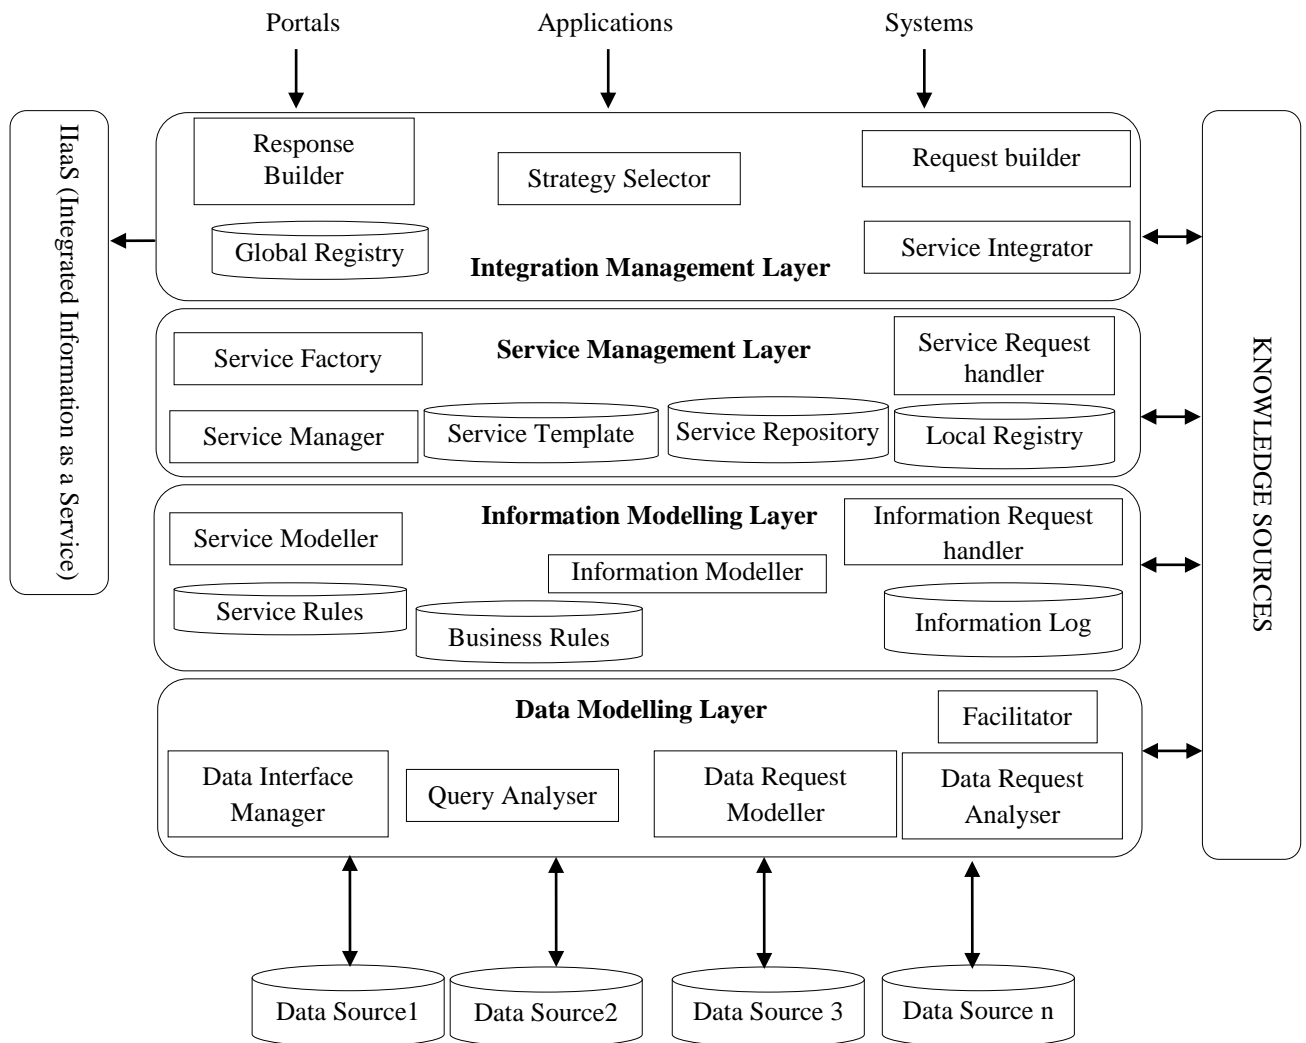 Portals
Applications
Systems
IIaaS (Integrated Information as a Service)
Response
Builder
Strategy Selector
Request builder
Global Registry
Service Integrator
Integration Management Layer
KNOWLEDGE SOURCES
Service Factory
Service Management Layer
Service Request
handler
Service Manager
Service Template
Service Repository
Local Registry
Information Modelling Layer
Service Modeller
Information Request
handler
Information Modeller
Service Rules
Business Rules
Information Log
Data Modelling Layer
Facilitator
Data Interface
Manager
Query Analyser
Data Request
Modeller
Data Request
Analyser
Data Source1
Data Source2
Data Source 3
Data Source n